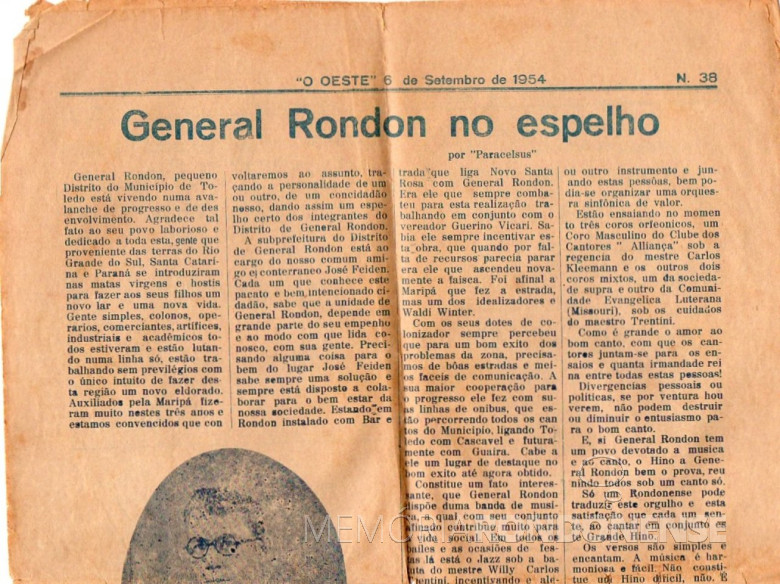 "O OESTE" 6 de Setembro de 1954 N. 38
General Rondon no espelho
por "Paracelsus"
General Rondon, pequeno
Distrito do Município de To-
ledo está vivendo numa ava-
lanche de progresso e de des-
envolvimento. Agradece tal
fato ao seu povo laborioso e
dedicado a toda esta, gente que
proveniente das terras do Rio
Grande do Sul, Santa Catari-
na e Paraná se introduziram
nas matas virgens e hostis
para fazer aos seus filhos um
novo lar e uma nova vida.
Gente simples, colonos, ope-
rarios, comerciantes, artifices,
industriais e acadêmicos to-
dos estiveram e estão lutan-
do numa linha só, estão tra-
balhando sem previlégios com
o único intuito de fazer des-
ta região um novo eldorado.
Auxiliados pela Maripá fize-
ram muito nestes três anos e
estamos convencidos que con
voltaremos ao assunto, tra-
çando a personalidade de um
ou outro, de um concidadão
nosso, dando assim um espe-
lho certo dos integrantes do
Distrito de General Rondon.
A subprefeitura do Distrito
de General Rondon está ao
cargo do nosso comum ami-
go e conterraneo José Feiden.
Cada um que conhece este
pacato e bem intencionado ci-
dadão, sabe que a unidade de
General Rondon, depende em
grande parte do seu empenho
e ao modo com que lida co-
nosco, com sua gente. Preci-
sando alguma coisa para o
bem do lugar José Feiden
sabe sempre uma solução e
sempre está disposto a cola-
borar para o bem estar da
nossa sociedade. Estando em
Rondon instalado com Bar e
trada que liga Novo Santa
Rosa com General Rondon.
Era ele que sempre comba-
teu para esta realização tra-
balhando em conjunto com o
vereador Guerino Vicari. Sa-
bia ele sempre incentivar es-
ta obra, que quando por fal-
ta de recursos parecia parar
era ele que ascendeu nova-
mente a faisca. Foi afinal a
Maripá que fez a estrada,
mas um dos idealizadores e
Waldi Winter.
Com os seus dotes de co-
lonizador sempre percebeu
que para um bom exito dos
problemas da zona, precisa-
mos de bôas estradas e mei-
os faceis de comunicação. A
sua maior cooperação para
o progresso ele fez com su-
as linhas de onibus, que es-
tão percorrendo todos os can
tos do Município, ligando To-
ledo com Cascavel e futura-
mente com Guaira. Cabe a
ele um lugar de destaque no
bom exito até agora obtido.
Constitue um fato interes-
sante, que General Rondon
dispõe duma banda de musi-
a, a qual com seu conjunto
afinado contribue muito para
vida social. Em todos os
bailes e as ocasiões de fes-
as lá está o Jazz sob a ba-
uta do mestre Willy Carlos
Trentini, incentivando e ale-
ou outro instrumento e jun-
ando estas pessôas, bem po-
dia-se organizar uma orques-
ra sinfônica de valor.
Estão ensaiando no momen
to três coros orfeonicos, um
Coro Masculino do Clube dos
Cantores " Alliança" sob a
regencia do mestre Carlos
Kleemann e os outros dois
coros mixtos, um da socieda-
de supra e outro da Comuni-
dade Evangelica Luterana
(Missouri), sob os cuidados
do maestro Trentini.
Como é grande o amor ao
bom canto, com que os can-
tores juntam-se para os en-
saios e quanta irmandade rei
na entre todas estas pessoas!
Divergencias pessoais ou
politicas, se por ventura hou
verem, não podem destruir
ou diminuir o entusiasmo pa-
ra o bom canto.
E, si General Rondon tem
um povo devotado a musica
e ao canto, o Hino a Gene-
ral Rondon bem o prova, reu
nindo todos sob um canto só.
Só um Rondonense pode
traduzir este orgulho e esta
satisfação que cada um sen-
te, ao cantar em conjunto es
te Grande Hino.
Os versos são simples e
encantam. A música é har-
moniosa e fácil. Não consti-
tue um Hino dificil, não. É